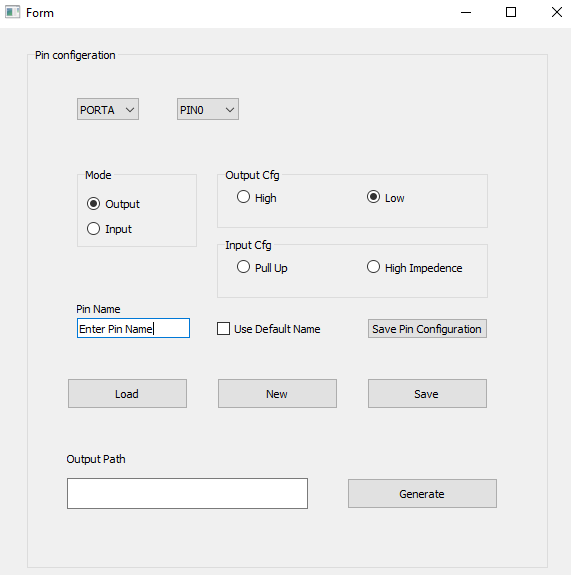 Form
Pin configeration
PORTA PIN0
Mode
Output
Input
Output Cfg
High Low
Input Cfg
Pull Up High Impedence
Pin Name
Enter Pin Name Use Default Name Save Pin Configuration
Load New Save
Output Path
Generate